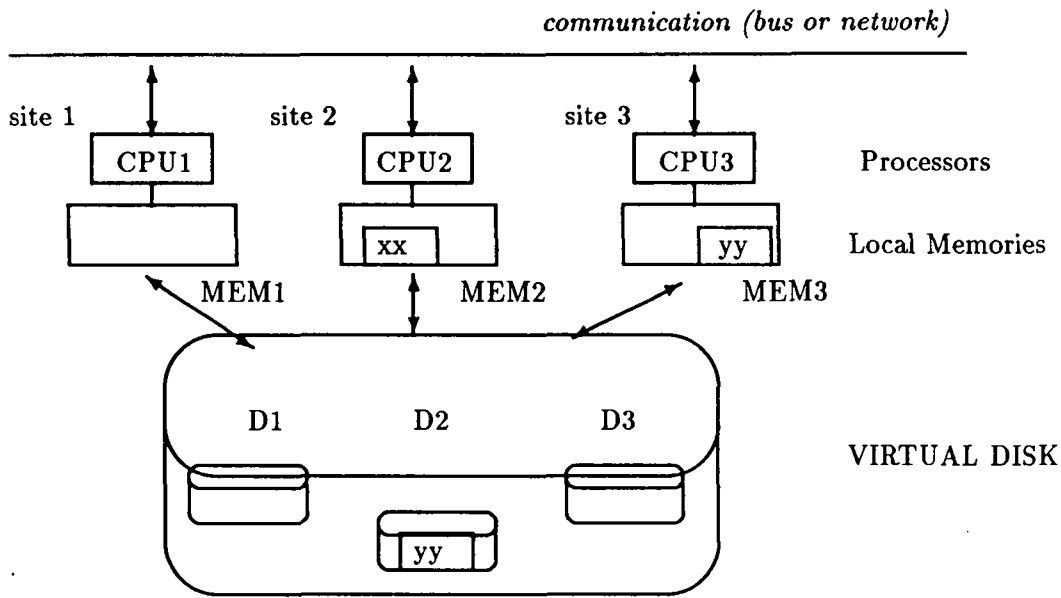 communication (bus or network)
site 1
site 2
site 3
CPU1
CPU2
CPU3
Processors
xx
yy
Local Memories
MEM1
MEM2
MEM3
D1
D2
D3
VIRTUAL DISK
yy